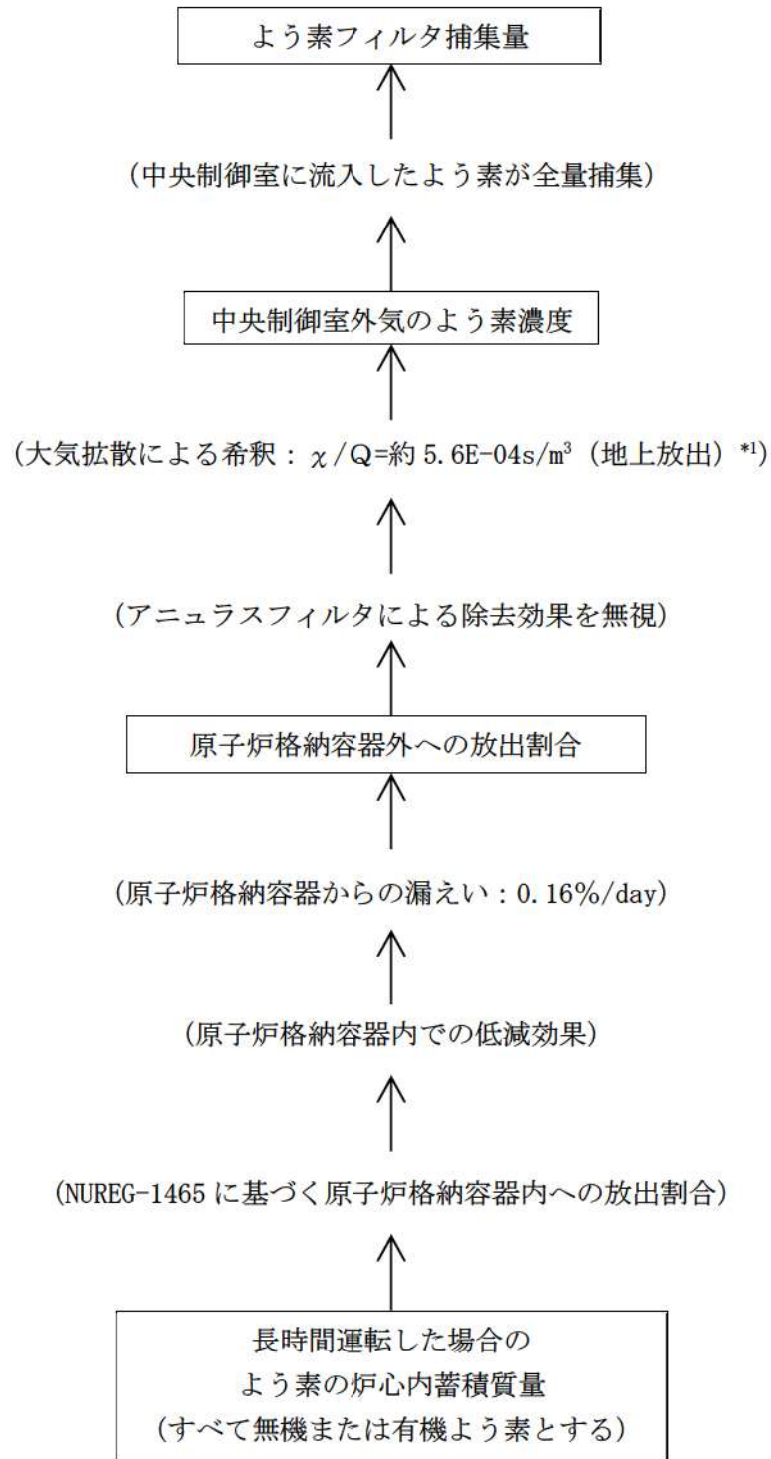 よう素フィルタ捕集量
(中央制御室に流入したよう素が全量捕集)
中央制御室外気のよう素濃度
(大気拡散による希釈：χ/Q=約5.6E-04s/m³（地上放出）*1)
(アニュラスフィルタによる除去効果を無視)
原子炉格納容器外への放出割合
(原子炉格納容器からの漏えい：0.16%/day)
(原子炉格納容器内での低減効果)
(NUREG-1465に基づく原子炉格納容器内への放出割合)
長時間運転した場合の
よう素の炉心内蓄積質量
(すべて無機または有機よう素とする)